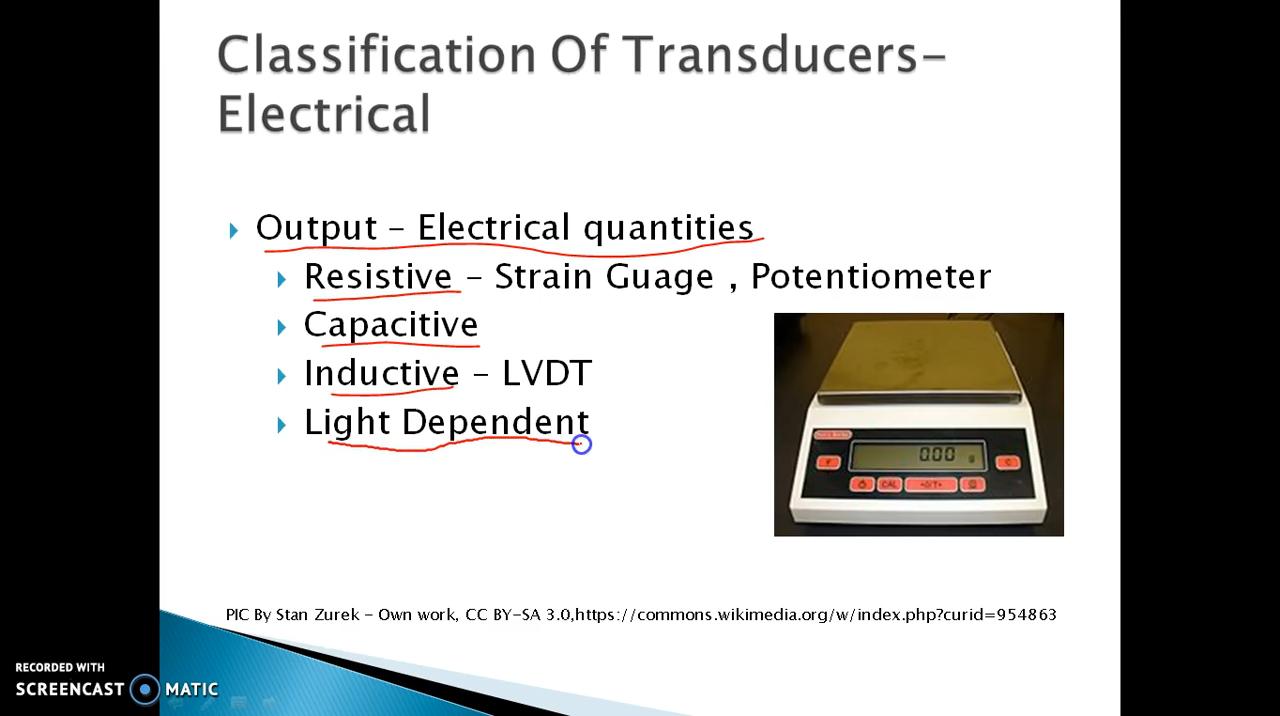 Classification Of Transducers-
Electrical
Output - Electrical quantities
Resistive - Strain Guage , Potentiometer
Capacitive
Inductive - LVDT
Light Dependent
0.00 g
CAL
PIC By Stan Zurek - Own work, CC BY-SA 3.0,https://commons.wikimedia.org/w/index.php?curid=954863
RECORDED WITH
SCREENCAST MATIC